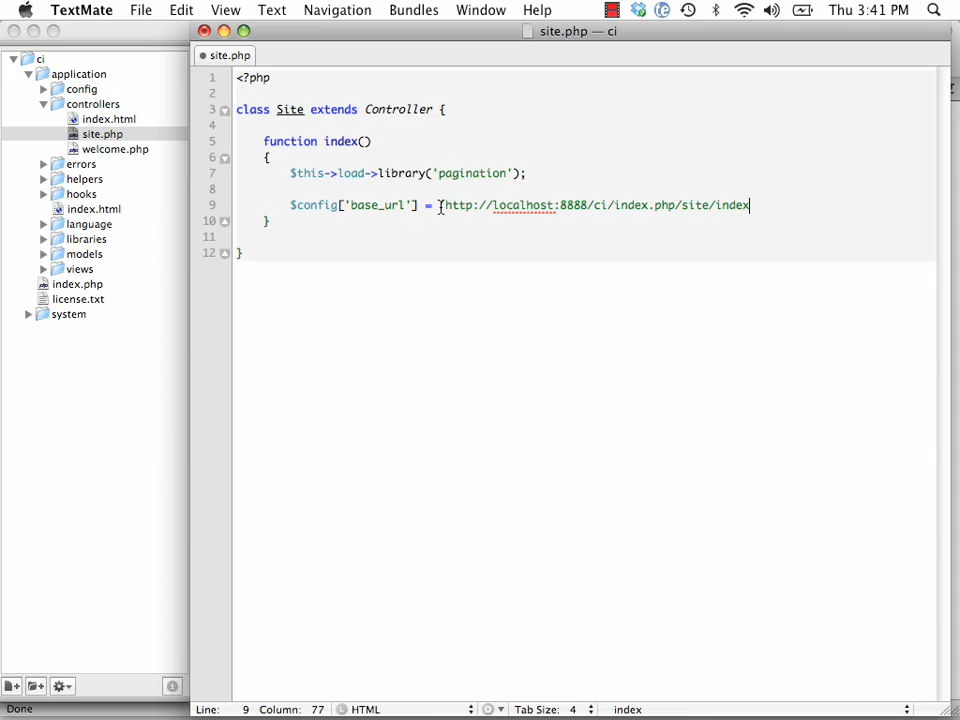 TextMate File Edit View Text Navigation Bundles Window Help Thu 3:41 PM
site.php — ci
site.php
ci
application
config
controllers
index.html
site.php
welcome.php
errors
helpers
hooks
index.html
language
libraries
models
views
index.php
license.txt
system
1 <?php
2
3 class Site extends Controller {
4
5 function index()
6 {
7 $this->load->library('pagination');
8
9 $config['base_url'] = 'http://localhost:8888/ci/index.php/site/index
10 }
11
12 }
Done
Line: 9 Column: 77 L HTML Tab Size: 4 index